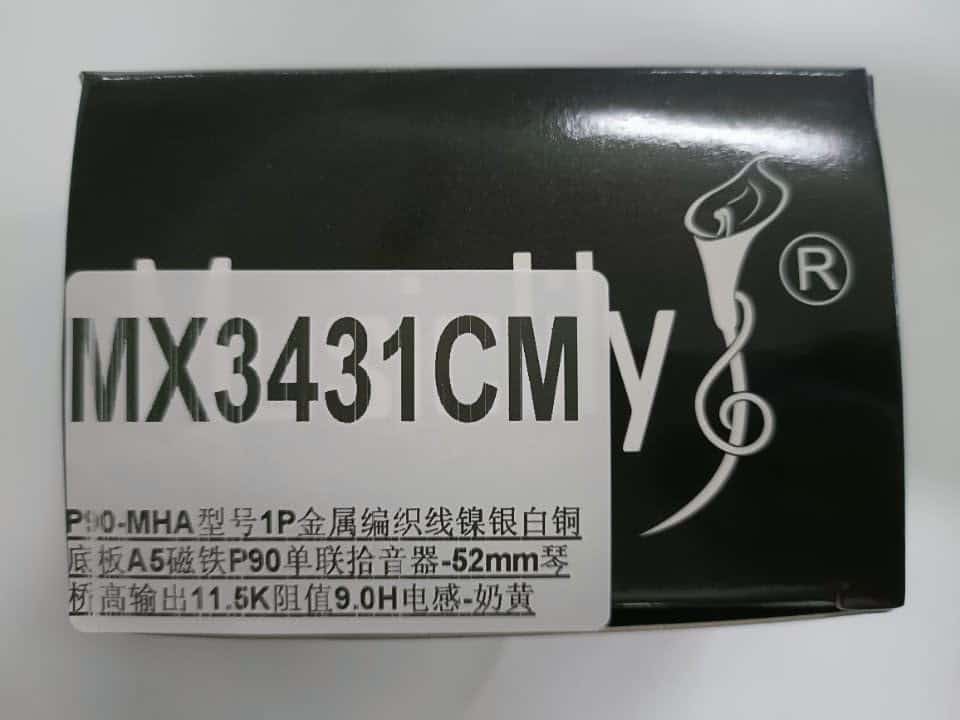 Musiclily
®
MX3431CM
P90-MHA型号1P金属编织线镍银白铜
底板A5磁铁P90单联拾音器-52mm琴
桥高输出11.5K阻值9.0H电感-奶黄